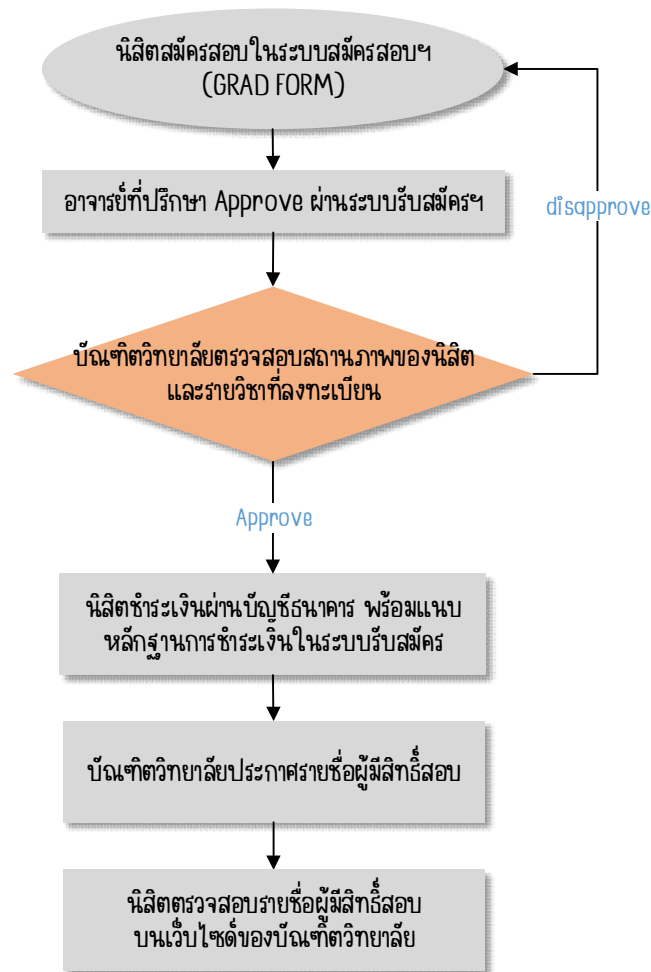 นิสิตสมัครสอบในระบบสมัครสอบฯ
(GRAD FORM)
อาจารย์ที่ปรึกษา Approve ผ่านระบบรับสมัครฯ
disapprove
บัณฑิตวิทยาลัยตรวจสอบสถานภาพของนิสิต
และรายวิชาที่ลงทะเบียน
Approve
นิสิตชำระเงินผ่านบัญชีธนาคาร พร้อมแนบ
หลักฐานการชำระเงินในระบบรับสมัคร
บัณฑิตวิทยาลัยประกาศรายชื่อผู้มีสิทธิ์สอบ
นิสิตตรวจสอบรายชื่อผู้มีสิทธิ์สอบ
บนเว็บไซต์ของบัณฑิตวิทยาลัย